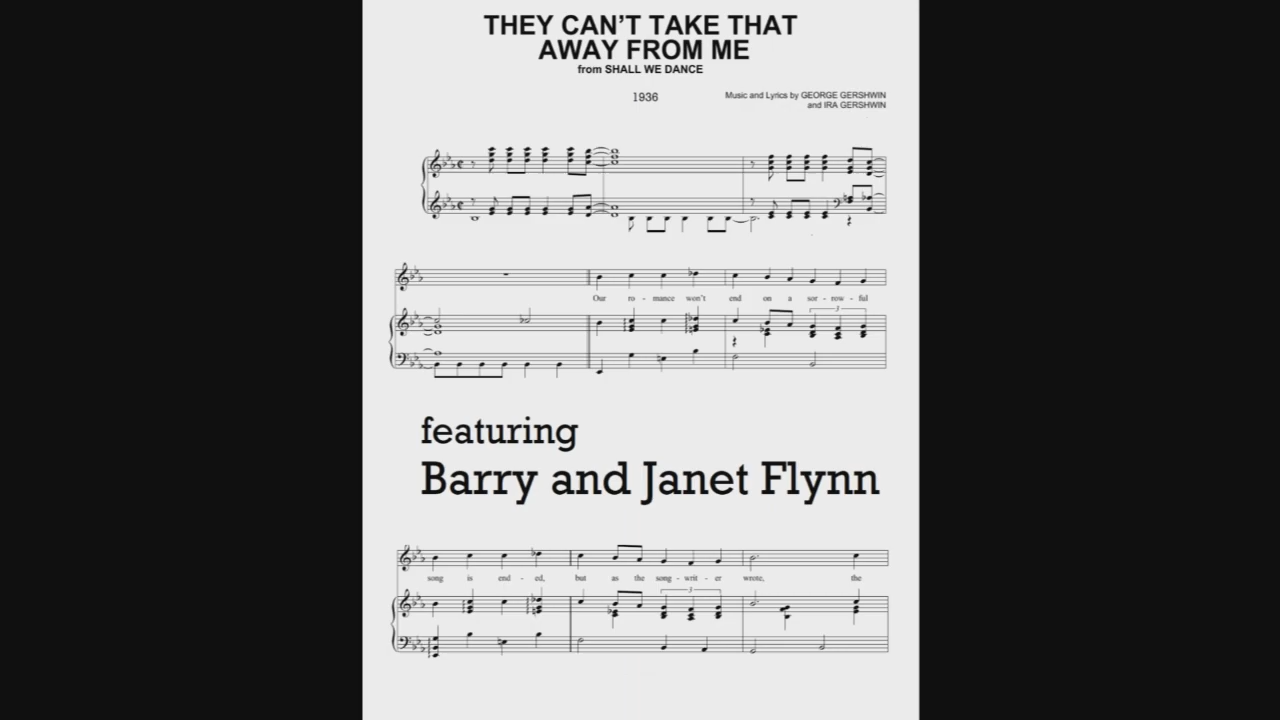 THEY CAN'T TAKE THAT
AWAY FROM ME
from SHALL WE DANCE
1936
Music and Lyrics by GEORGE GERSHWIN
and IRA GERSHWIN
Our ro - mance won't end on a sor - row - ful
3
featuring
Barry and Janet Flynn
song is end - ed, but as the song - writ - er wrote, the
3